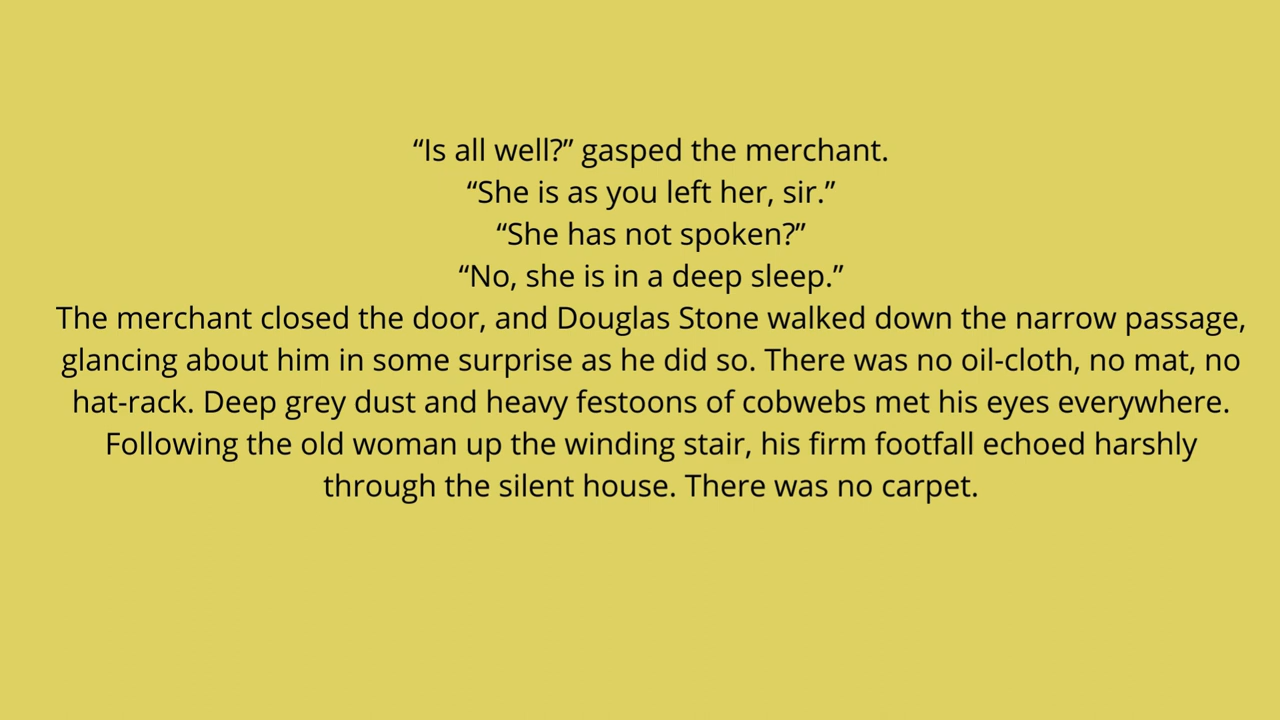 “Is all well?” gasped the merchant.
“She is as you left her, sir.”
“She has not spoken?”
“No, she is in a deep sleep.”
The merchant closed the door, and Douglas Stone walked down the narrow passage,
glancing about him in some surprise as he did so. There was no oil-cloth, no mat, no
hat-rack. Deep grey dust and heavy festoons of cobwebs met his eyes everywhere.
Following the old woman up the winding stair, his firm footfall echoed harshly
through the silent house. There was no carpet.